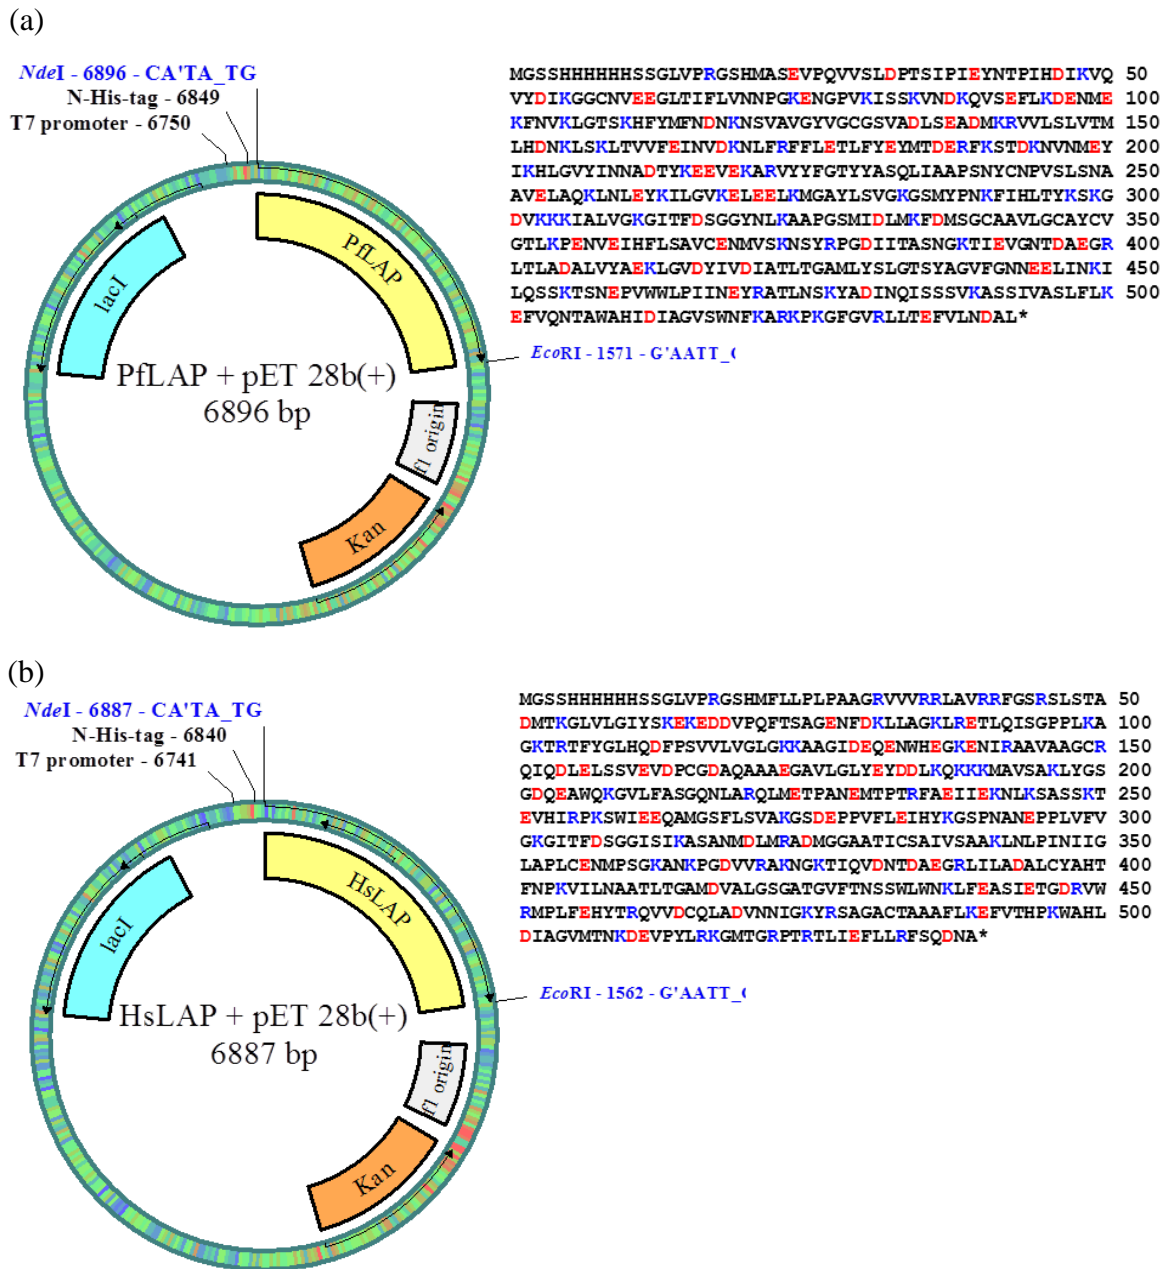 (a)
NdeI - 6896 - CA'TA_TG
N-His-tag - 6849
T7 promoter - 6750
MGSSHHHHHHSSGLVPRGSHMASEVPQVVSLDPTSIPIEYNTPIHDIKVQ 50
VYDIKGGCNVEEGLTIFLVNNPGKENGPVKISSKVNDKQVSEFLKDENME 100
KFNVKLGTSKHFYMFNDNKNSVAVGYVGCGSVADLSEADMKRVVLSLVTM 150
LHDNKLSKLTVVFEINVDKNLFRFFLETLFYEYMTDERFKSTDKNVNMEY 200
IKHLGVYINNADTYKEEVEKARVYYFGTYYASQLIAAPSNYCNPVSLSNA 250
AVELAQKLNLEYKILGVKELEELKMGAYLSVGKGSMYPNKFIHLTYKSKG 300
DVKKKIALVGKGITFDSGGYNLKAAPGSMIDLMKFDMSGCAAVLGCAYCV 350
GTLKPENVEIHFLSAVCENMVSKNSYRPGDIITASNGKTIEVGNTDAEGR 400
LTLADALVYAEKLGVDYIVDIATLTGAMLYSLGTSYAGVFGNNEELINKI 450
LQSSKTSNEPVWWLPIINEYRATLNSKYADINQISSSVKASSIVASLFLK 500
EFVQNTAWAHIDIAGVSWNFKARKPKGFGVRLLTEFVLNDAL*
PfLAP
lacI
EcoRI - 1571 - G'AATT_C
PfLAP + pET 28b(+)
6896 bp
f1 origin
Kan
(b)
NdeI - 6887 - CA'TA_TG
N-His-tag - 6840
T7 promoter - 6741
MGSSHHHHHHSSGLVPRGSHMFLLPLPAAGRVVVRRLAVRRFGSRSLSTA 50
DMTKGLVLGIYSKEKEDDVPQFTSAGENFDKLLAGKLRETLQISGPPLKA 100
GKTRTFYGLHQDFPSVVLVGLGKKAAGIDEQENWHEGKENIRAAVAAGCR 150
QIQDLELSSVEVDPCGDAQAAAEGAVLGLYEYDDLKQKKKMAVSAKLYGS 200
GDQEAWQKGVLFASGQNLARQLMETPANEMTPTRFAEIIEKNLKSASSKT 250
EVHIRPKSWIEEQAMGSFLSVAKGSDEPPVFLEIHYKGSPNANEPPLVFV 300
GKGITFDSGGISIKASANMDLMRADMGGAATICSAIVSAAKLNLPINIIG 350
LAPLCENMPSGKANKPGDVVRAKNGKTIQVDNTDAEGRLILADALCYAHT 400
FNPKVILNAATLTGAMDVALGSGATGVFTNSSWLWNKLFEASIETGDRVW 450
RMPLFEHYTRQVVDCQLADVNNIGKYRSAGACTAAAFLKEFVTHPKWAHL 500
DIAGVMTNKDEVPYLRKGMTGRPTRTLIEFLLRFSQDNA*
HsLAP
lacI
EcoRI - 1562 - G'AATT_C
HsLAP + pET 28b(+)
6887 bp
f1 origin
Kan